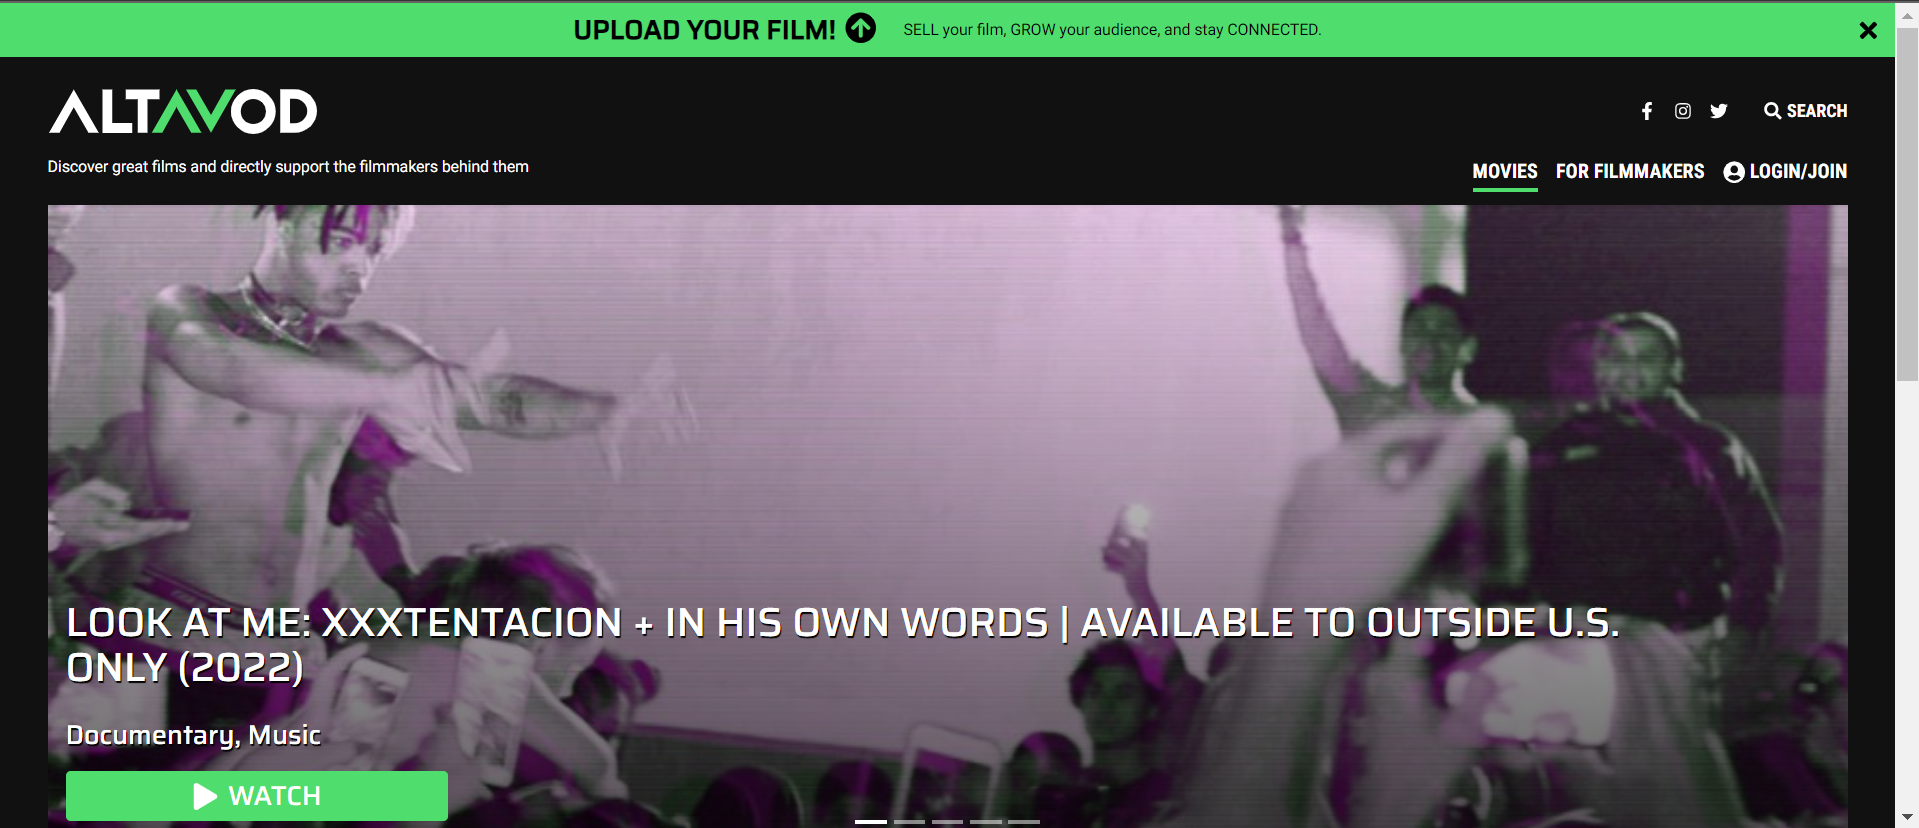 UPLOAD YOUR FILM! SELL your film, GROW your audience, and stay CONNECTED.
ALTAVOD
SEARCH
Discover great films and directly support the filmmakers behind them
MOVIES FOR FILMMAKERS LOGIN/JOIN
LOOK AT ME: XXXTENTACION + IN HIS OWN WORDS | AVAILABLE TO OUTSIDE U.S.
ONLY (2022)
Documentary, Music
WATCH